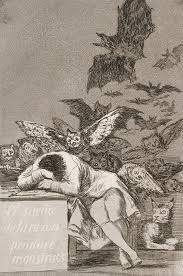 El sueño
de la razon
produce
monstruos